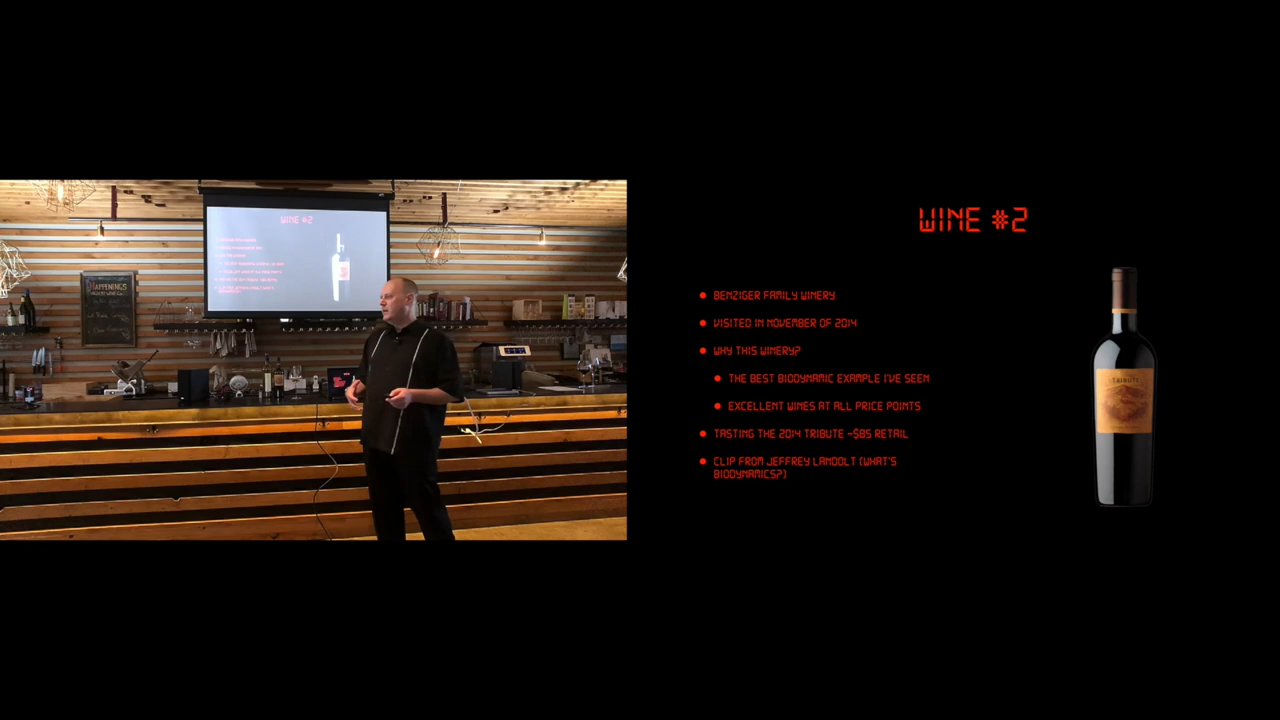 HAPPENINGS
WINE #2
WINE #2
BENZIGER FAMILY WINERY
VISITED IN NOVEMBER OF 2014
WHY THIS WINERY?
THE BEST BIODYNAMIC EXAMPLE I'VE SEEN
EXCELLENT WINES AT ALL PRICE POINTS
TASTING THE 2014 TRIBUTE ~$85 RETAIL
CLIP FROM JEFFREY LANDOLT (WHAT'S
BIODYNAMICS?)
TRIBUTE